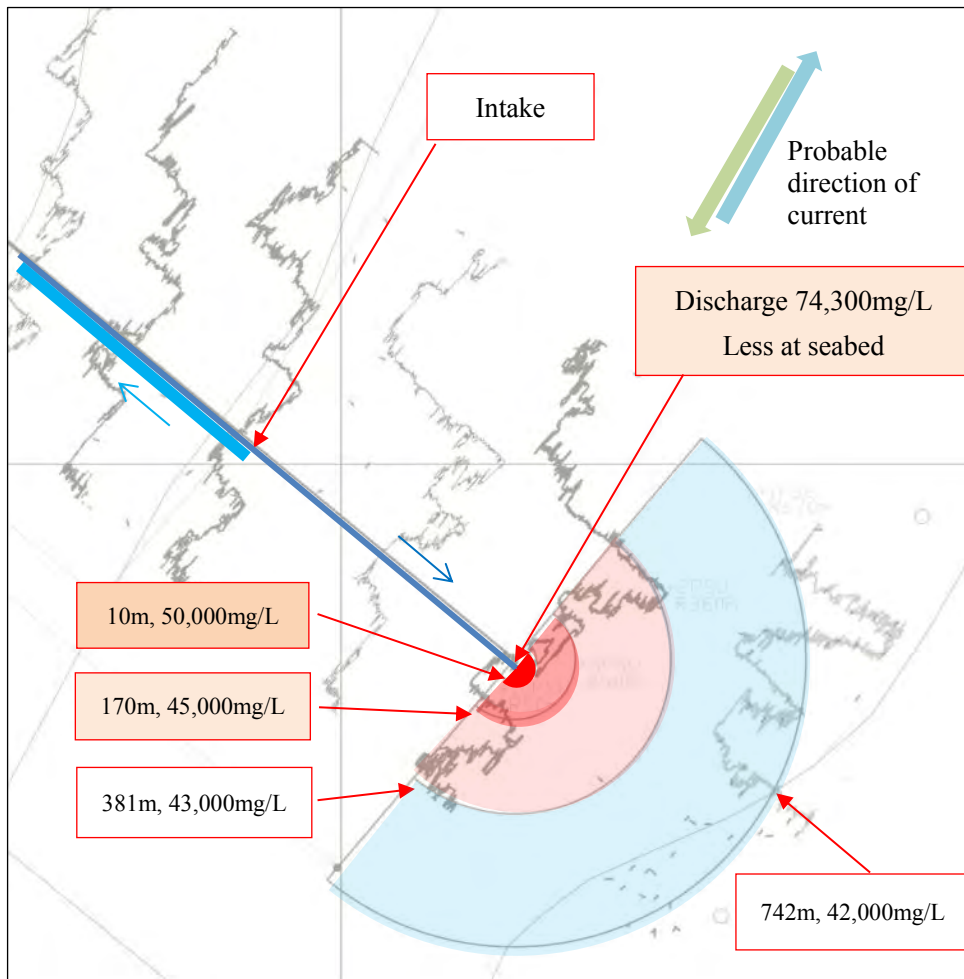 Intake
Probable
direction of
current
Discharge 74,300mg/L
Less at seabed
10m, 50,000mg/L
170m, 45,000mg/L
381m, 43,000mg/L
742m, 42,000mg/L